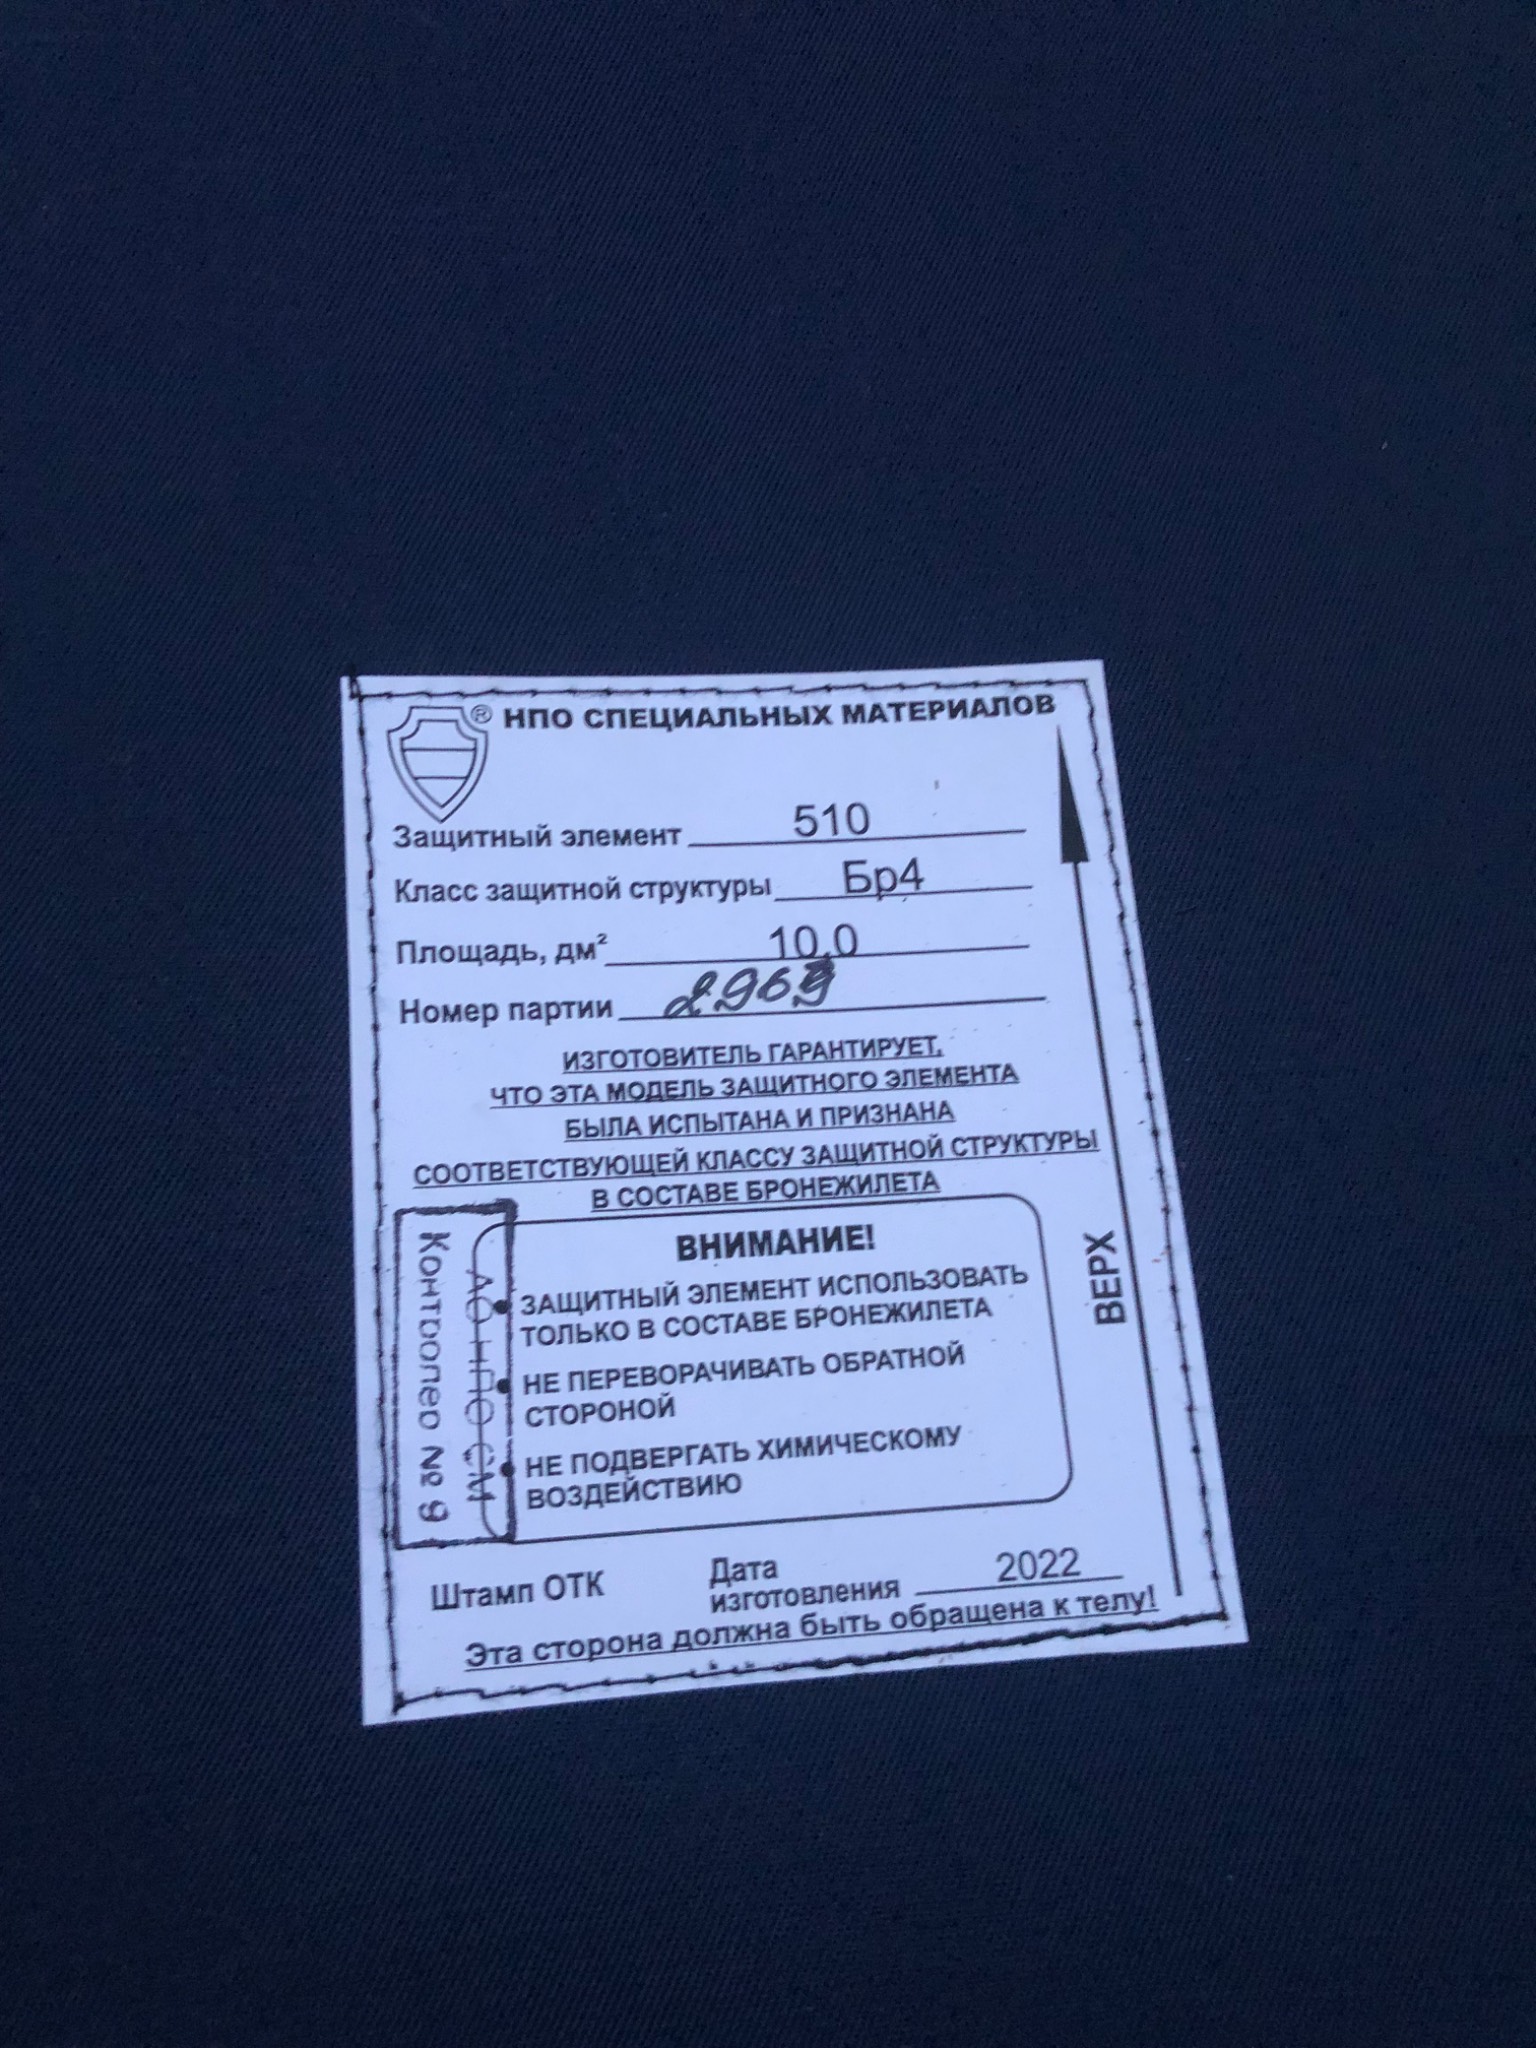 ® НПО СПЕЦИАЛЬНЫХ МАТЕРИАЛОВ
Защитный элемент 510
Класс защитной структуры Бр4
Площадь, дм² 10,0
Номер партии
ИЗГОТОВИТЕЛЬ ГАРАНТИРУЕТ,
ЧТО ЭТА МОДЕЛЬ ЗАЩИТНОГО ЭЛЕМЕНТА
БЫЛА ИСПЫТАНА И ПРИЗНАНА
СООТВЕТСТВУЮЩЕЙ КЛАССУ ЗАЩИТНОЙ СТРУКТУРЫ
В СОСТАВЕ БРОНЕЖИЛЕТА
ВНИМАНИЕ!
• ЗАЩИТНЫЙ ЭЛЕМЕНТ ИСПОЛЬЗОВАТЬ
ТОЛЬКО В СОСТАВЕ БРОНЕЖИЛЕТА
• НЕ ПЕРЕВОРАЧИВАТЬ ОБРАТНОЙ
СТОРОНОЙ
• НЕ ПОДВЕРГАТЬ ХИМИЧЕСКОМУ
ВОЗДЕЙСТВИЮ
АО НПО СМ
Контролер № 9
ВЕРХ
Штамп ОТК
Дата
изготовления 2022
Эта сторона должна быть обращена к телу!